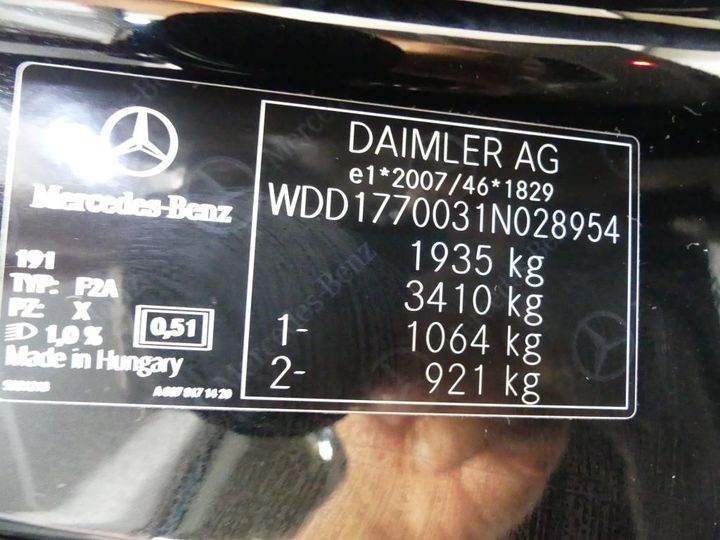 DAIMLER AG
e1*2007/46*1829
WDD1770031N028954
1935 kg
3410 kg
1- 1064 kg
2- 921 kg
Mercedes-Benz
191
TYP: F2A
PZ: X
1,0 %
0,51
Made in Hungary